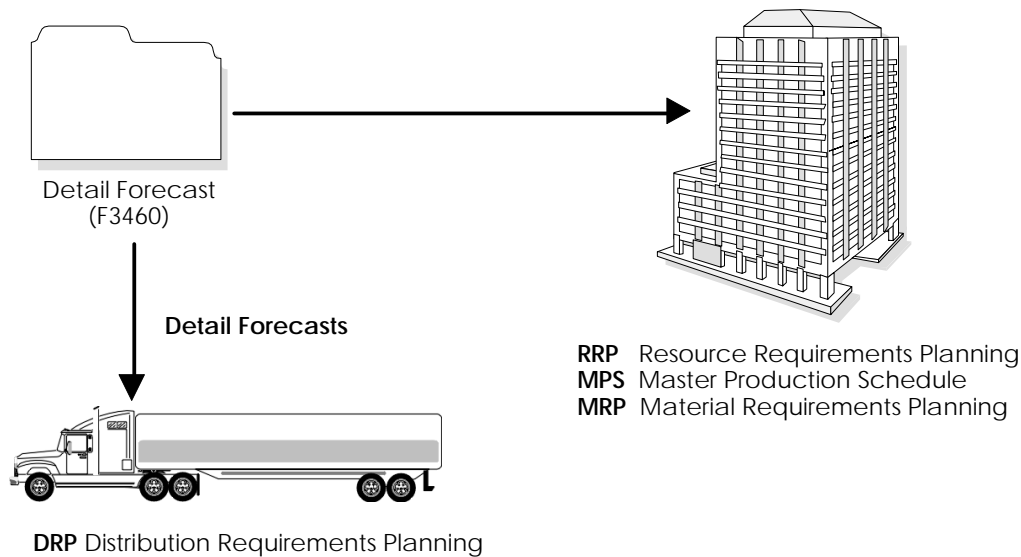 Detail Forecast
(F3460)
Detail Forecasts
RRP Resource Requirements Planning
MPS Master Production Schedule
MRP Material Requirements Planning
DRP Distribution Requirements Planning